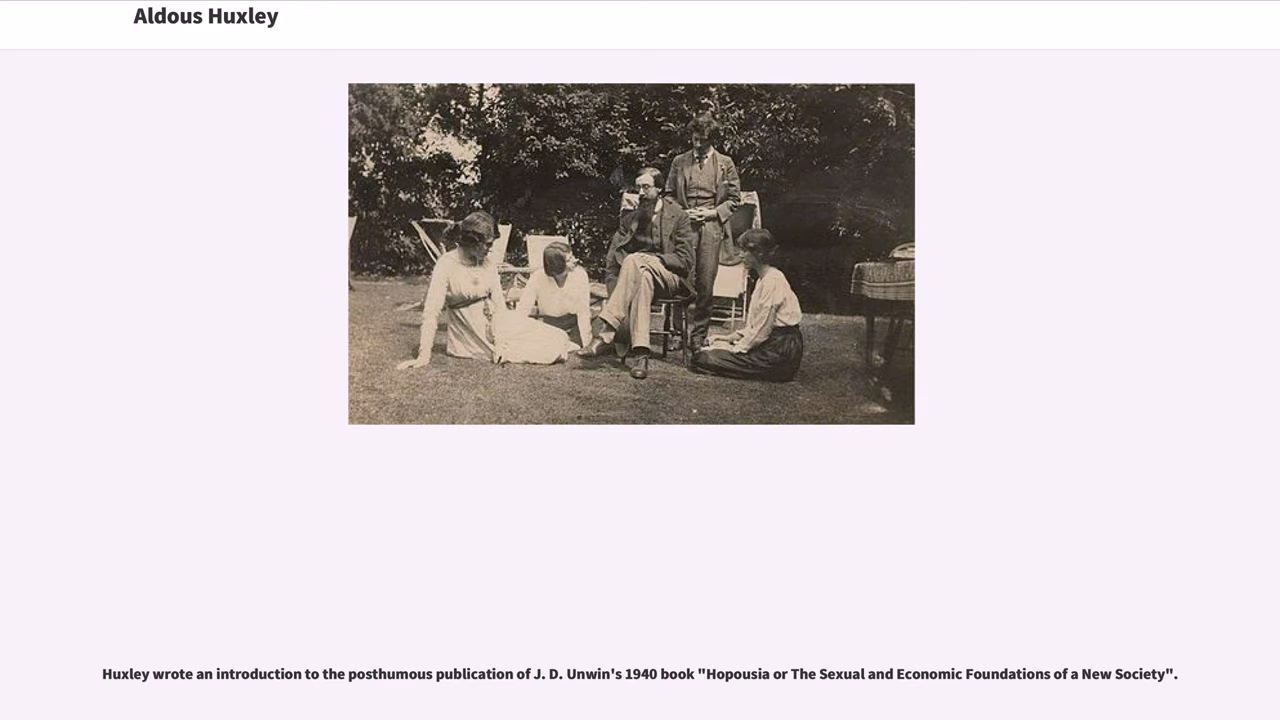 Aldous Huxley
Huxley wrote an introduction to the posthumous publication of J. D. Unwin's 1940 book "Hopousia or The Sexual and Economic Foundations of a New Society".